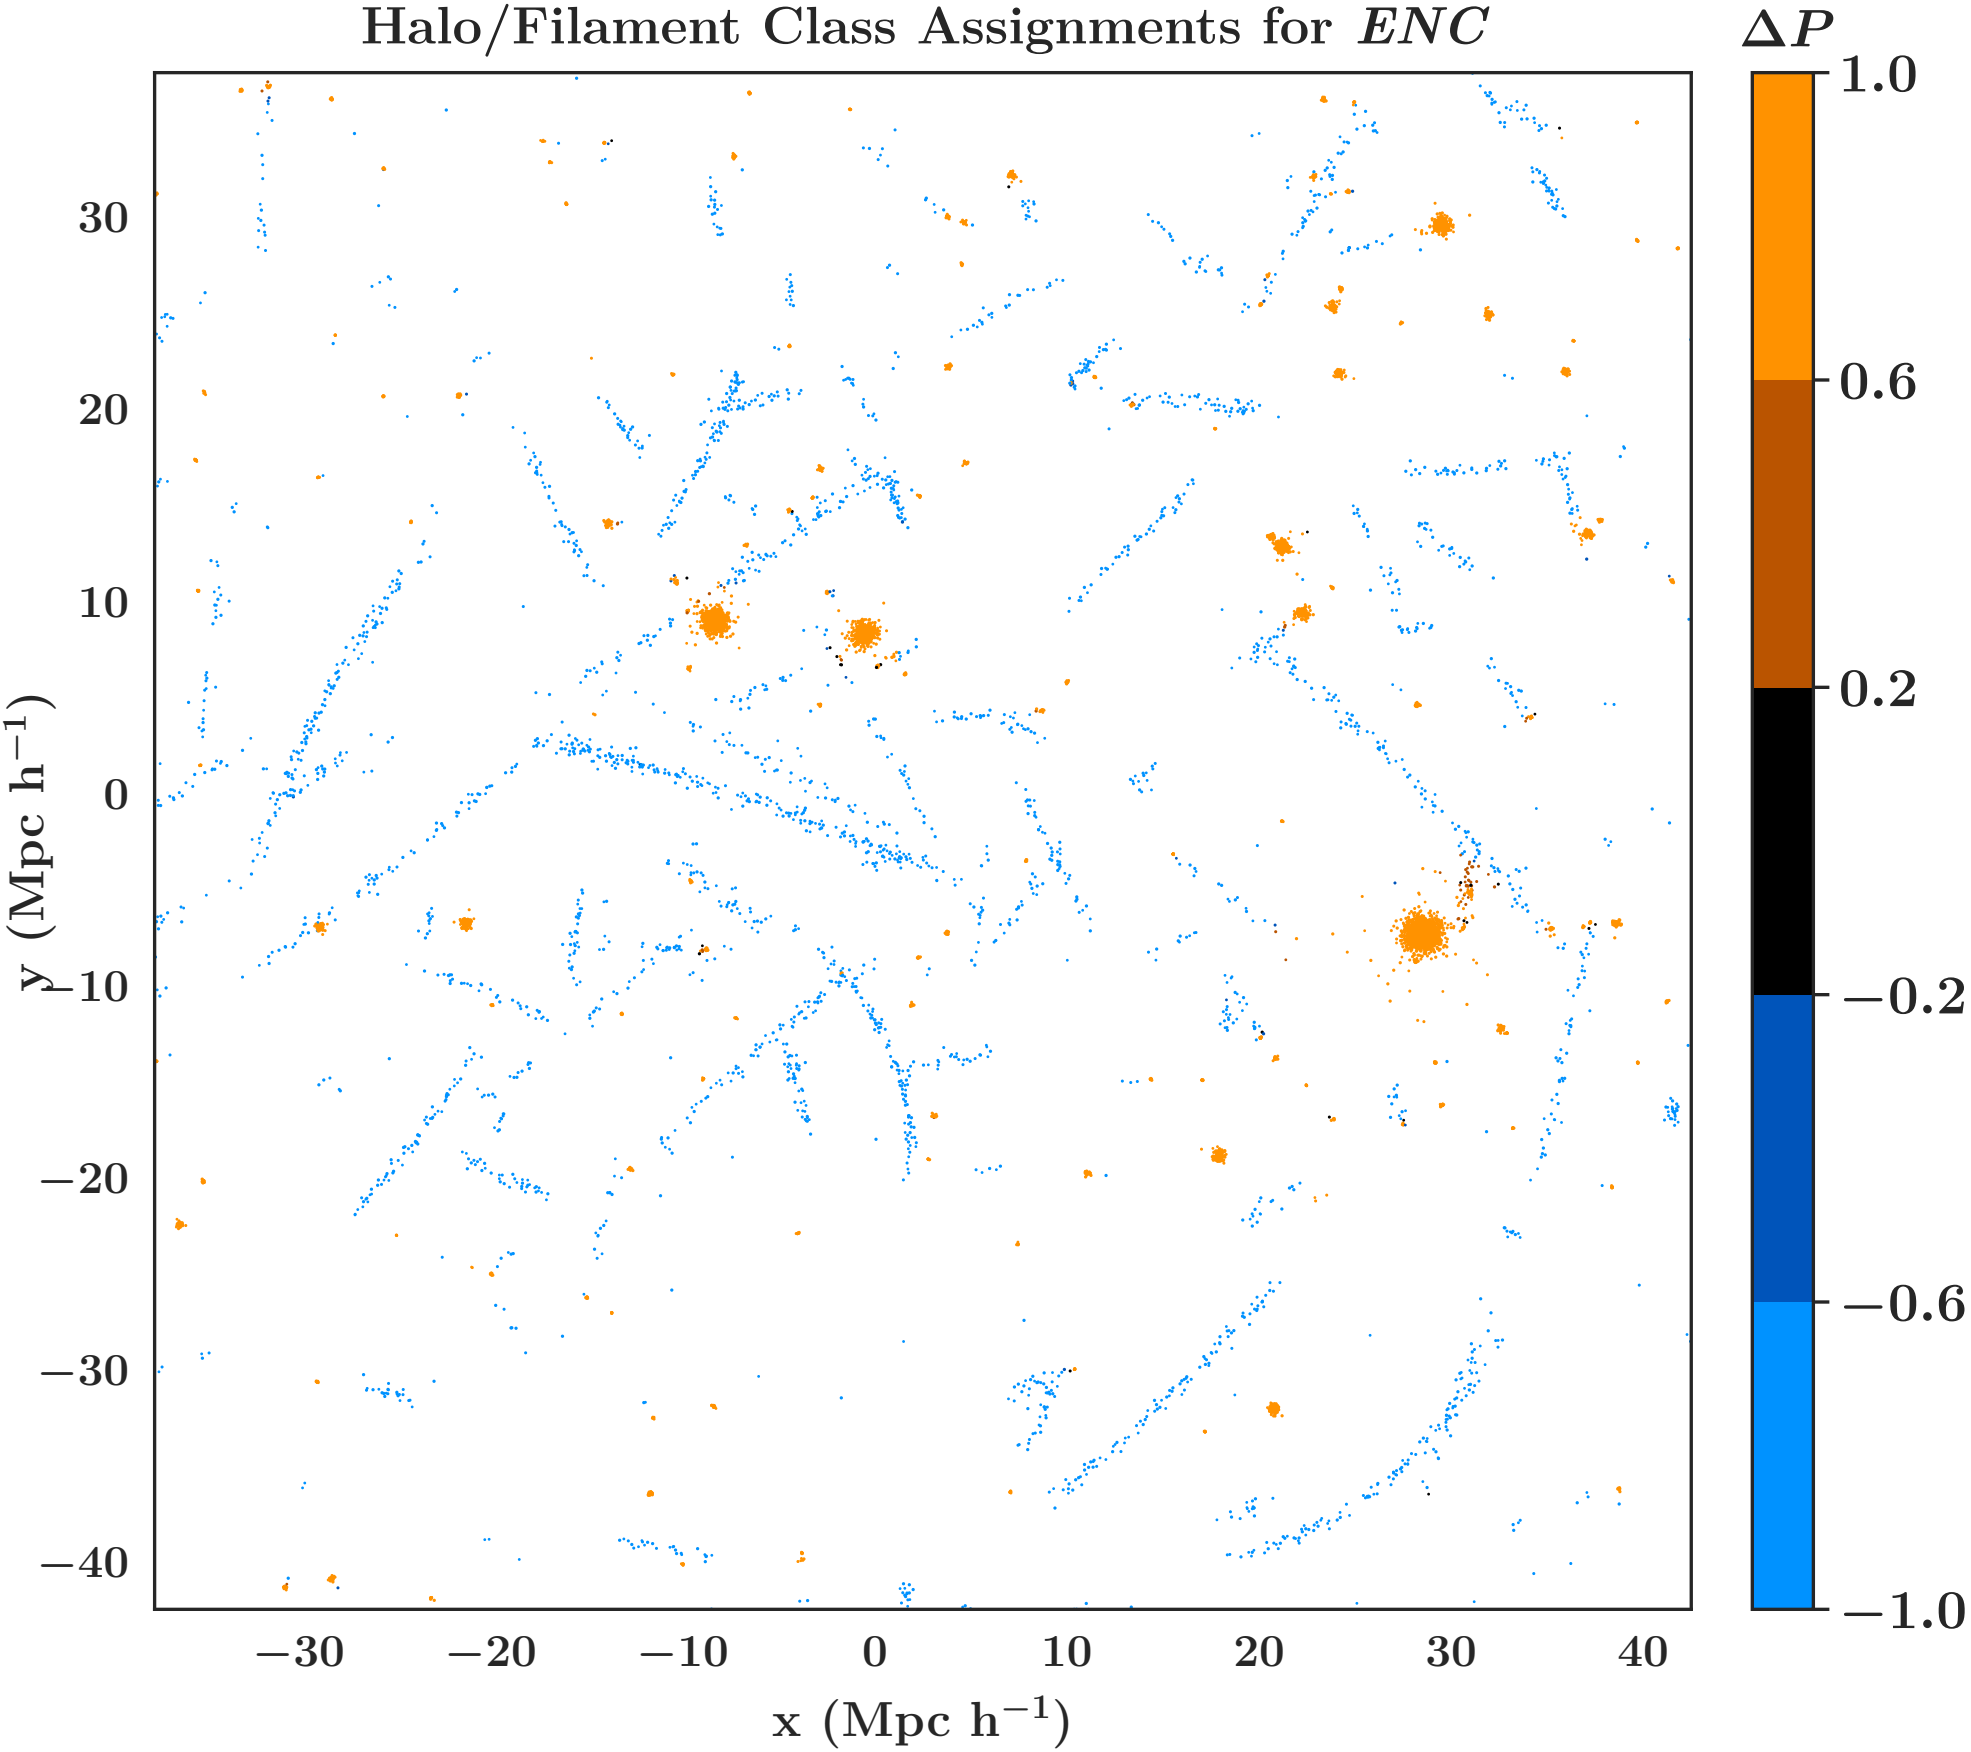 Halo/Filament Class Assignments for ENC
ΔP
1.0
0.6
0.2
−0.2
−0.6
−1.0
30
20
10
0
−10
−20
−30
−40
y (Mpc h⁻¹)
−30 −20 −10 0 10 20 30 40
x (Mpc h⁻¹)